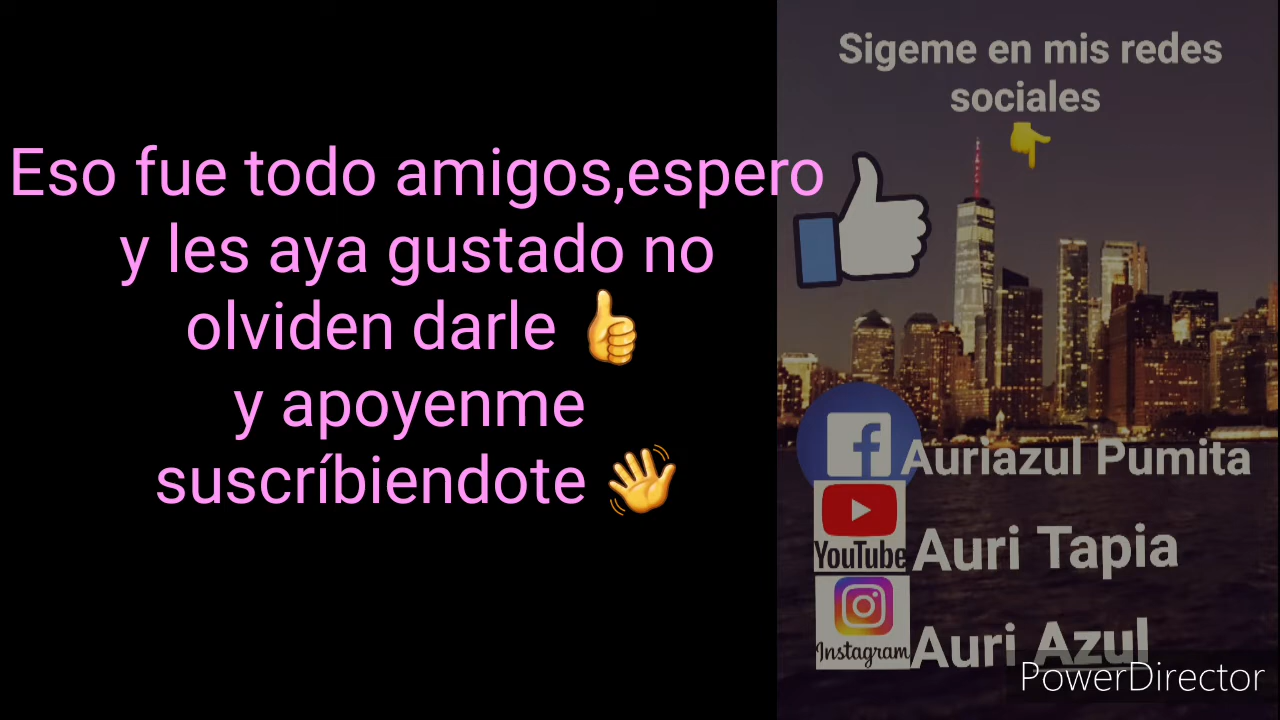 Eso fue todo amigos,espero
y les aya gustado no
olviden darle 👍
y apoyenme
suscríbiendote 👋
Sigeme en mis redes
sociales
👇
Auriazul Pumita
YouTube
Auri Tapia
Instagram
Auri Azul
PowerDirector